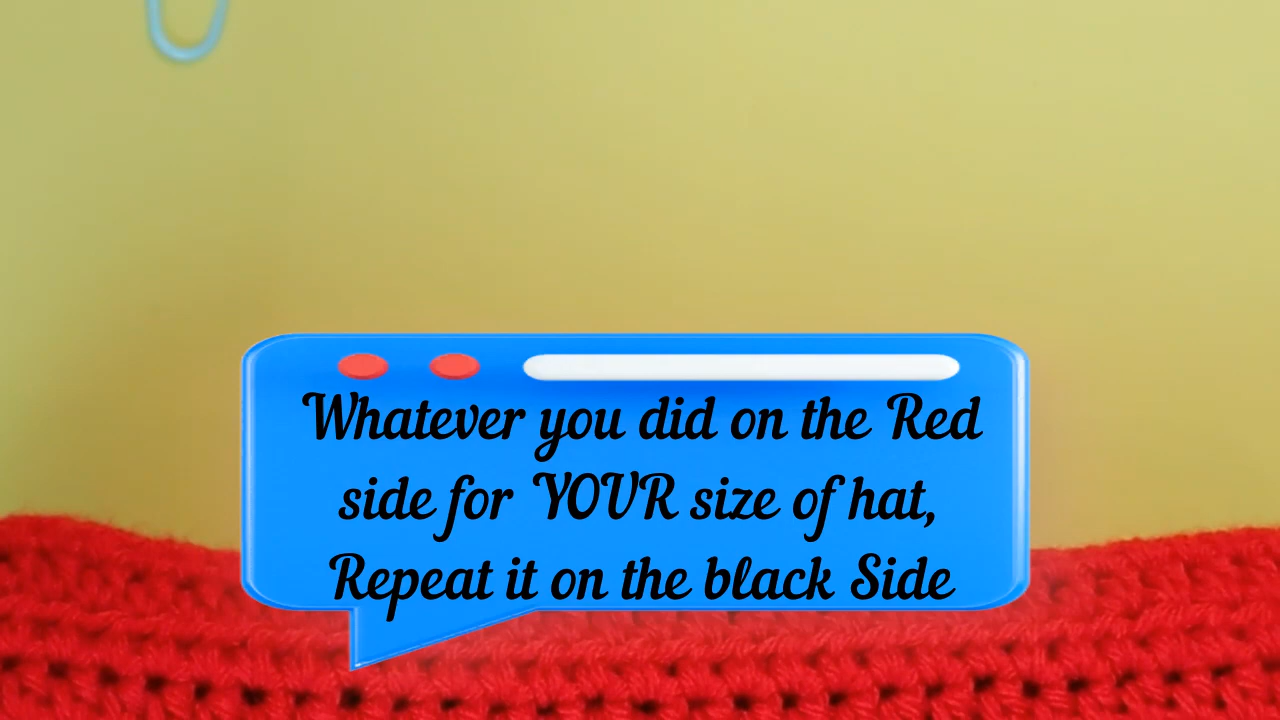 Whatever you did on the Red
side for YOUR size of hat,
Repeat it on the black Side